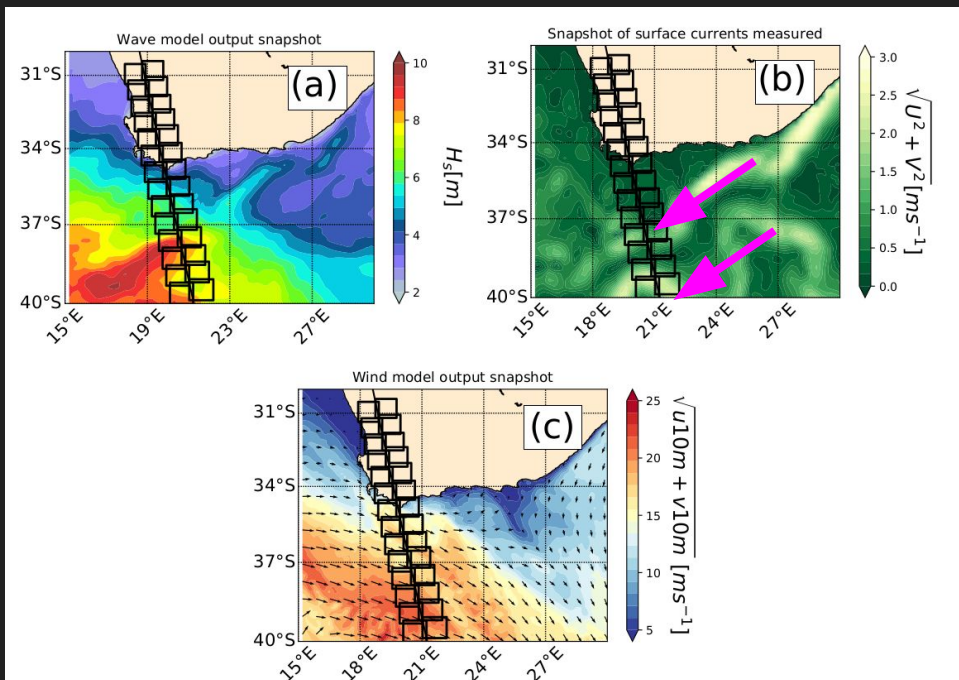 Wave model output snapshot
(a)
31°S
34°S
37°S
40°S
15°E
19°E
23°E
27°E
10
8
6
4
2
H_s[m]
Snapshot of surface currents measured
(b)
31°S
34°S
37°S
40°S
15°E
18°E
21°E
24°E
27°E
3.0
2.5
2.0
1.5
1.0
0.5
0.0
√U² + V² [ms⁻¹]
Wind model output snapshot
(c)
31°S
34°S
37°S
40°S
15°E
18°E
21°E
24°E
27°E
25
20
15
10
5
√u10m + v10m [ms⁻¹]